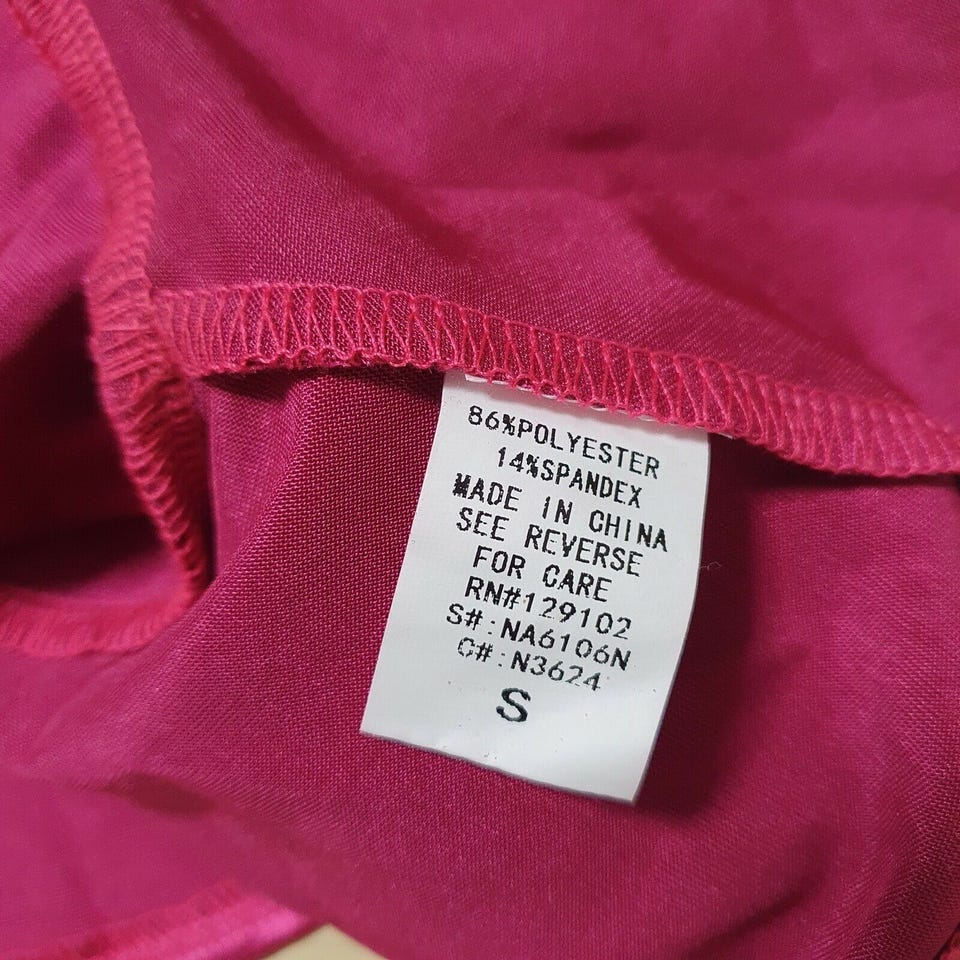 86%POLYESTER
14%SPANDEX
MADE IN CHINA
SEE REVERSE
FOR CARE
RN#129102
S#:NA6106N
C#:N3624
S